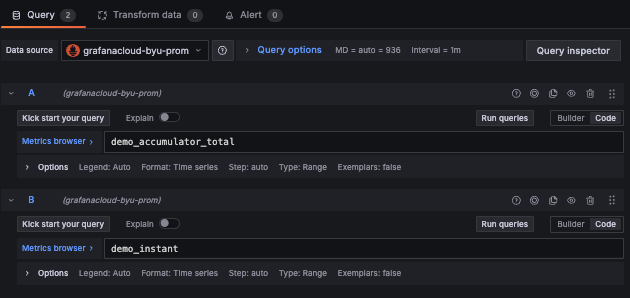 Query 2 Transform data 0 Alert 0
Data source grafanacloud-byu-prom Query options MD = auto = 936 Interval = 1m Query inspector
A (grafanacloud-byu-prom)
Kick start your query Explain Run queries Builder Code
Metrics browser > demo_accumulator_total
> Options Legend: Auto Format: Time series Step: auto Type: Range Exemplars: false
B (grafanacloud-byu-prom)
Kick start your query Explain Run queries Builder Code
Metrics browser > demo_instant
> Options Legend: Auto Format: Time series Step: auto Type: Range Exemplars: false